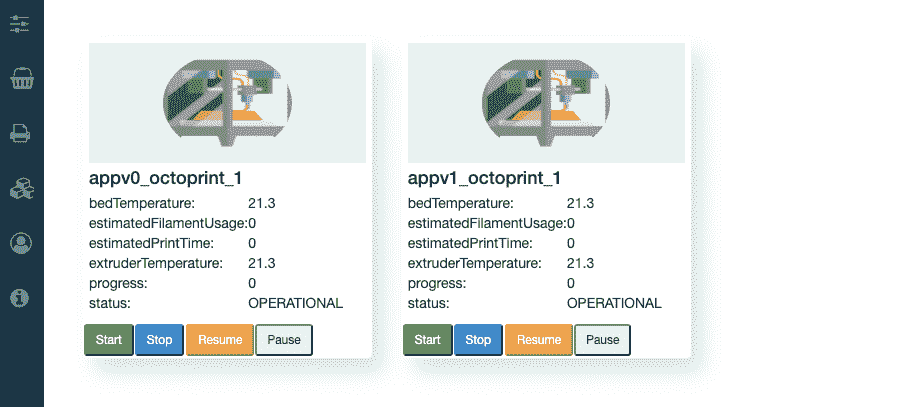 appv0_octoprint_1
bedTemperature: 21.3
estimatedFilamentUsage:0
estimatedPrintTime: 0
extruderTemperature: 21.3
progress: 0
status: OPERATIONAL
Start Stop Resume Pause
appv1_octoprint_1
bedTemperature: 21.3
estimatedFilamentUsage:0
estimatedPrintTime: 0
extruderTemperature: 21.3
progress: 0
status: OPERATIONAL
Start Stop Resume Pause